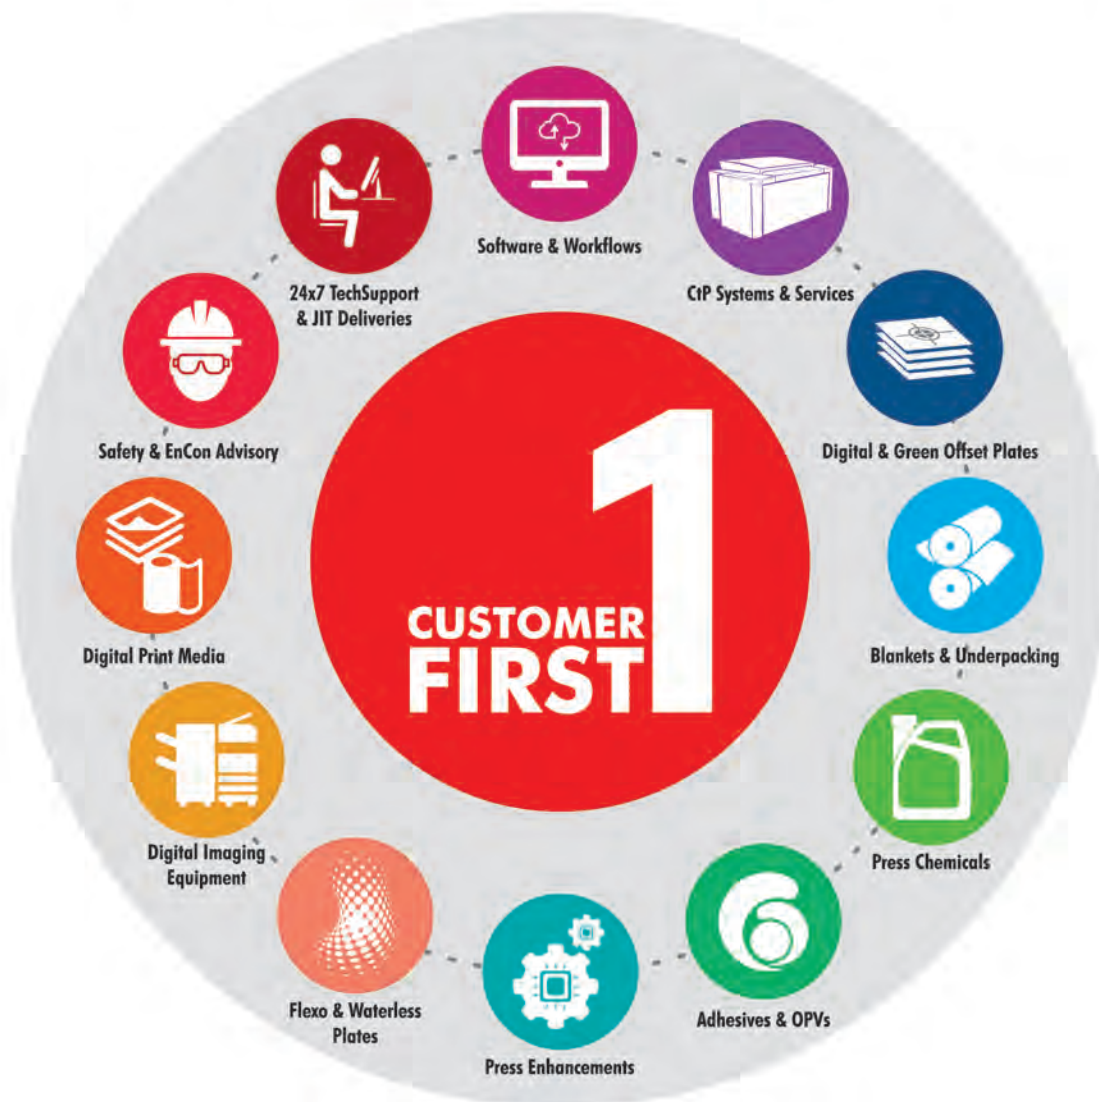 Software & Workflows
CtP Systems & Services
Digital & Green Offset Plates
Blankets & Underpacking
Press Chemicals
Adhesives & OPVs
Press Enhancements
Flexo & Waterless
Plates
Digital Imaging
Equipment
Digital Print Media
Safety & EnCon Advisory
24x7 TechSupport
& JIT Deliveries
1
CUSTOMER
FIRST